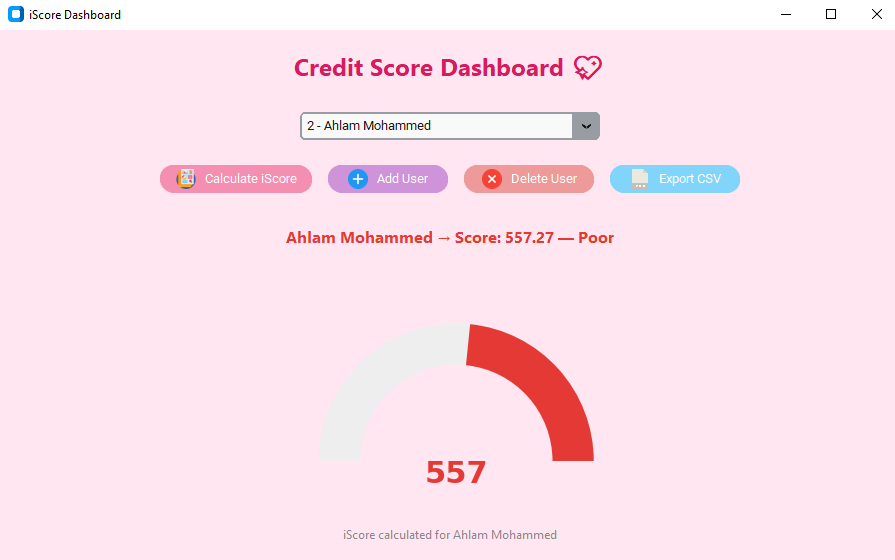 iScore Dashboard
Credit Score Dashboard 💖
2 - Ahlam Mohammed
Calculate iScore Add User Delete User Export CSV
Ahlam Mohammed → Score: 557.27 — Poor
557
iScore calculated for Ahlam Mohammed